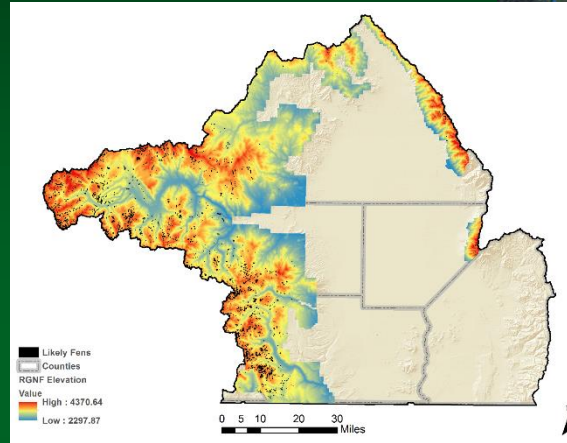 Likely Fens
Counties
RGNF Elevation
Value
High : 4370.64
Low : 2297.87
0 5 10 20 30
Miles